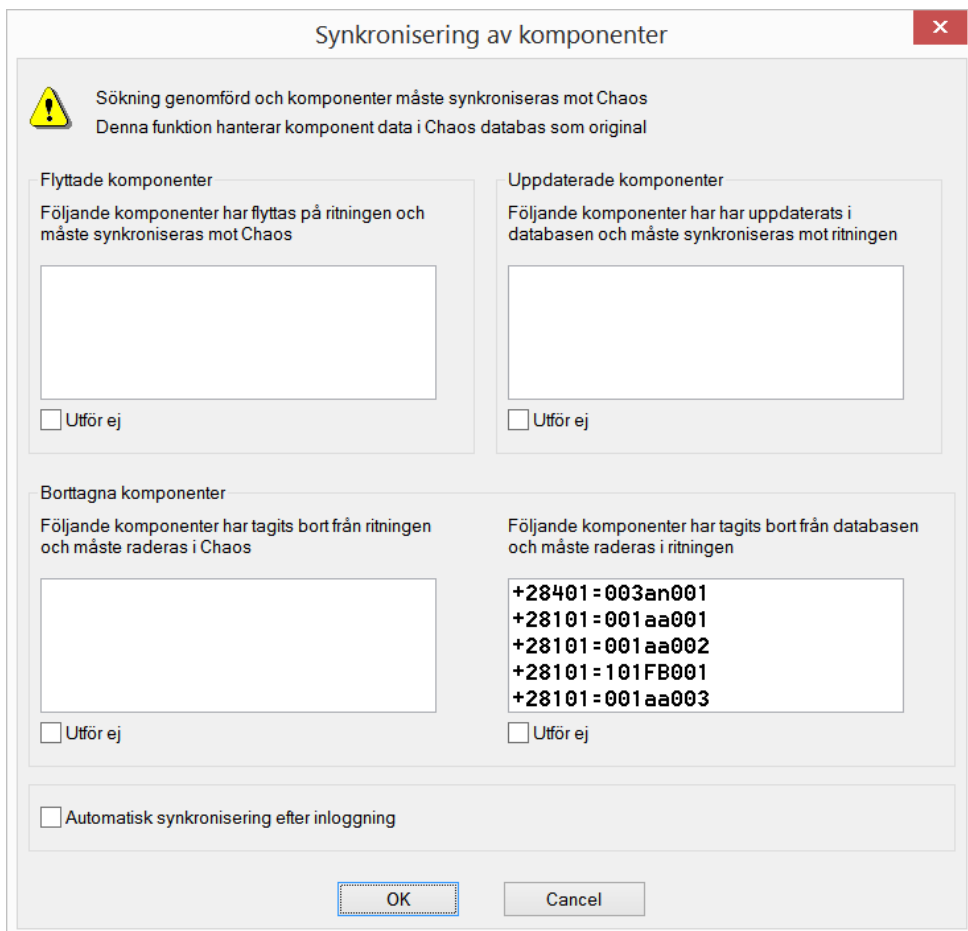 Synkronisering av komponenter
Sökning genomförd och komponenter måste synkroniseras mot Chaos
Denna funktion hanterar komponent data i Chaos databas som original
Flyttade komponenter
Följande komponenter har flyttas på ritningen och
måste synkroniseras mot Chaos
Utför ej
Uppdaterade komponenter
Följande komponenter har har uppdaterats i
databasen och måste synkroniseras mot ritningen
Utför ej
Borttagna komponenter
Följande komponenter har tagits bort från ritningen
och måste raderas i Chaos
Utför ej
Följande komponenter har tagits bort från databasen
och måste raderas i ritningen
+28401=003an001
+28101=001aa001
+28101=001aa002
+28101=101FB001
+28101=001aa003
Utför ej
Automatisk synkronisering efter inloggning
OK
Cancel